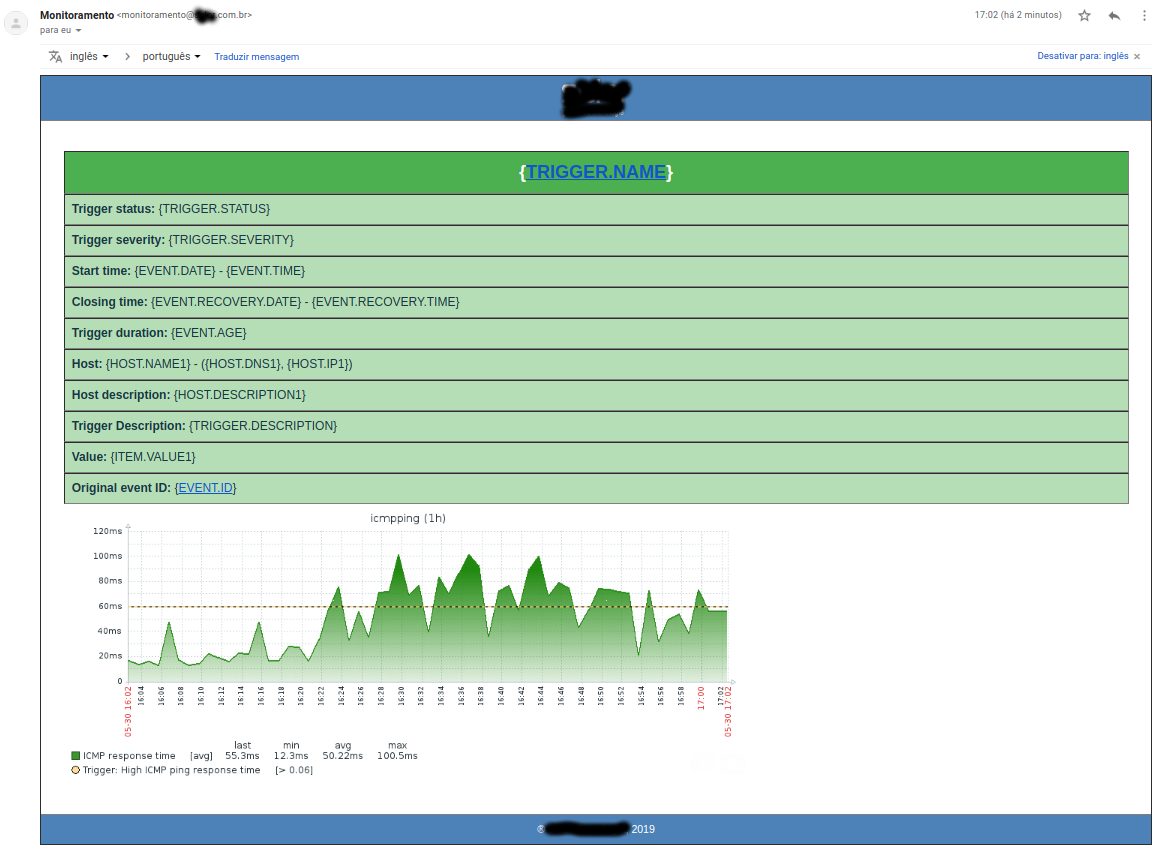 Monitoramento <monitoramento@ .com.br> 17:02 (há 2 minutos)
para eu
inglês > português Traduzir mensagem Desativar para: inglês ×
{TRIGGER.NAME}
Trigger status: {TRIGGER.STATUS}
Trigger severity: {TRIGGER.SEVERITY}
Start time: {EVENT.DATE} - {EVENT.TIME}
Closing time: {EVENT.RECOVERY.DATE} - {EVENT.RECOVERY.TIME}
Trigger duration: {EVENT.AGE}
Host: {HOST.NAME1} - ({HOST.DNS1}, {HOST.IP1})
Host description: {HOST.DESCRIPTION1}
Trigger Description: {TRIGGER.DESCRIPTION}
Value: {ITEM.VALUE1}
Original event ID: {EVENT.ID}
icmpping (1h)
120ms
100ms
80ms
60ms
40ms
20ms
0
05-30 16:02 16:04 16:06 16:08 16:10 16:12 16:14 16:16 16:18 16:20 16:22 16:24 16:26 16:28 16:30 16:32 16:34 16:36 16:38 16:40 16:42 16:44 16:46 16:48 16:50 16:52 16:54 16:56 16:58 17:00 17:02 05-30 17:02
last min avg max
ICMP response time [avg] 55.3ms 12.3ms 50.22ms 100.5ms
Trigger: High ICMP ping response time [> 0.06]
® 2019